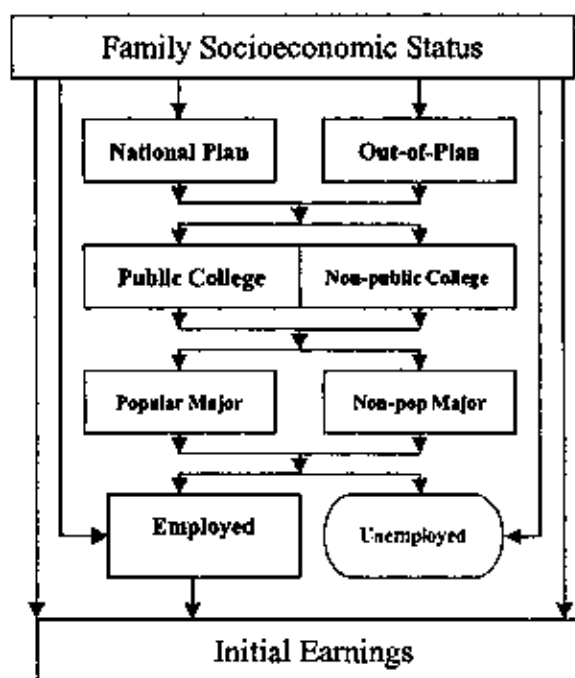 Family Socioeconomic Status
National Plan
Out-of-Plan
Public College
Non-public College
Popular Major
Non-pop Major
Employed
Unemployed
Initial Earnings